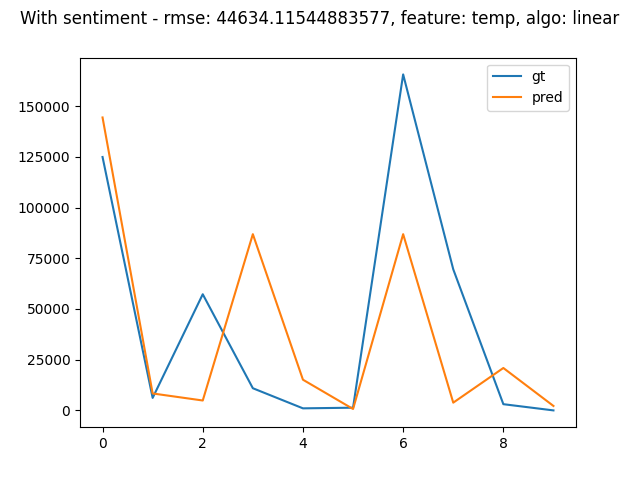 With sentiment - rmse: 44634.11544883577, feature: temp, algo: linear
gt
pred
150000
125000
100000
75000
50000
25000
0
0 2 4 6 8